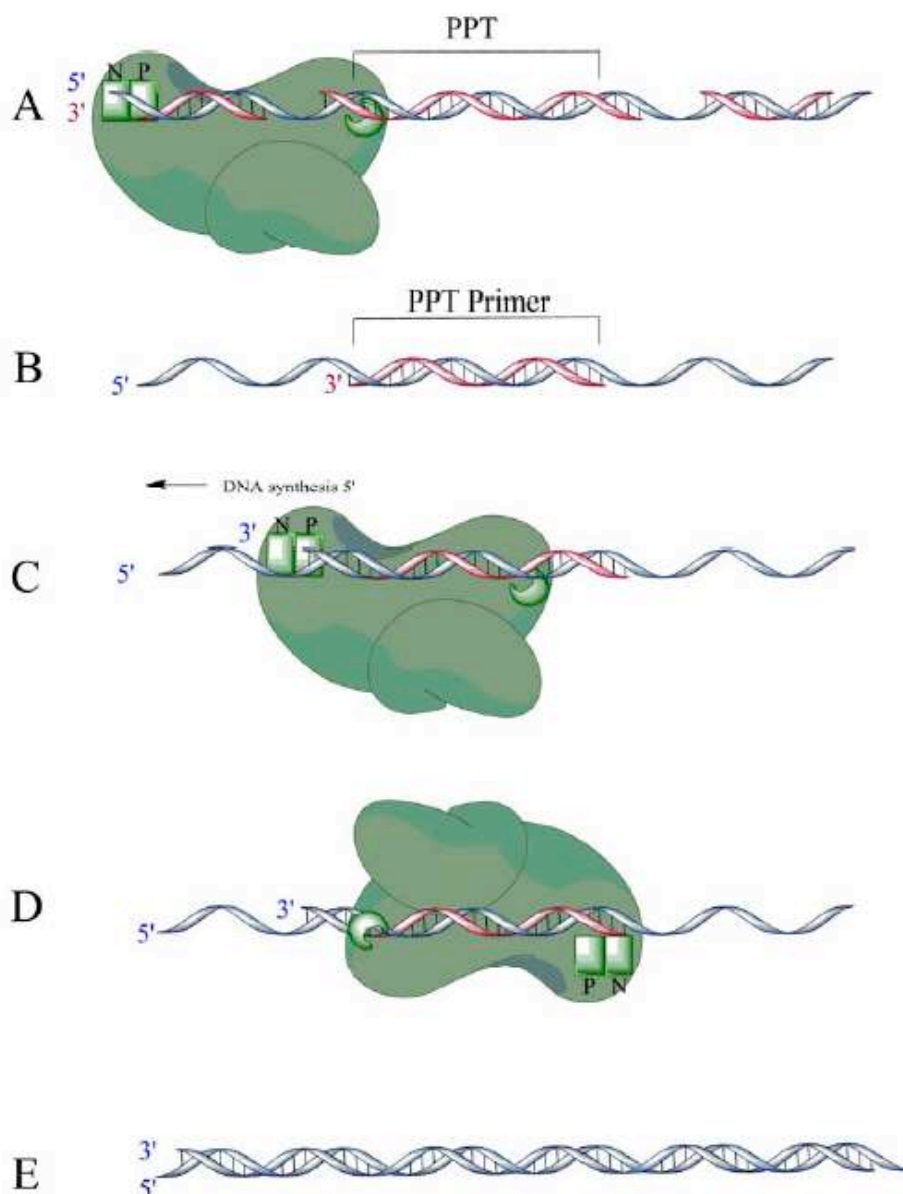 PPT
N P
5'
A
3'
PPT Primer
B
5' 3'
DNA synthesis 5'
N P
3'
C
5'
D
3'
5'
P N
3'
E
5'